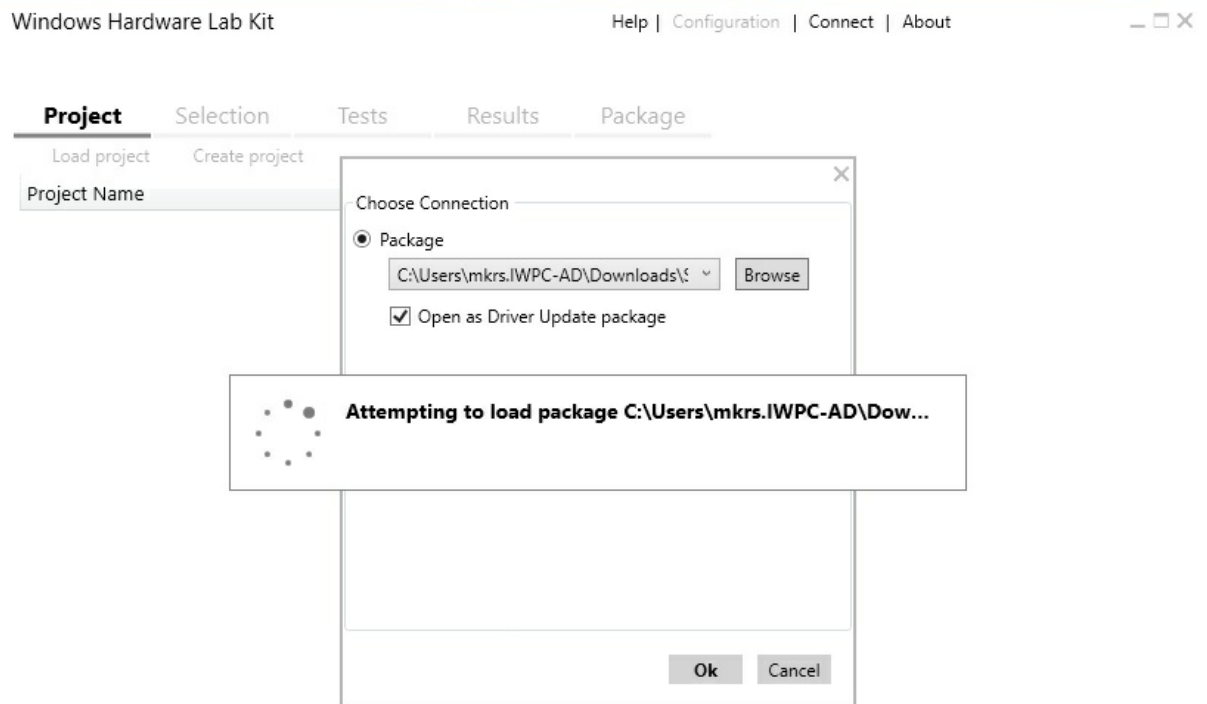 Windows Hardware Lab Kit
Help | Configuration | Connect | About
Project Selection Tests Results Package
Load project Create project
Project Name
Choose Connection
Package
C:\Users\mkrs.IWPC-AD\Downloads\
Browse
Open as Driver Update package
Attempting to load package C:\Users\mkrs.IWPC-AD\Dow...
Ok Cancel